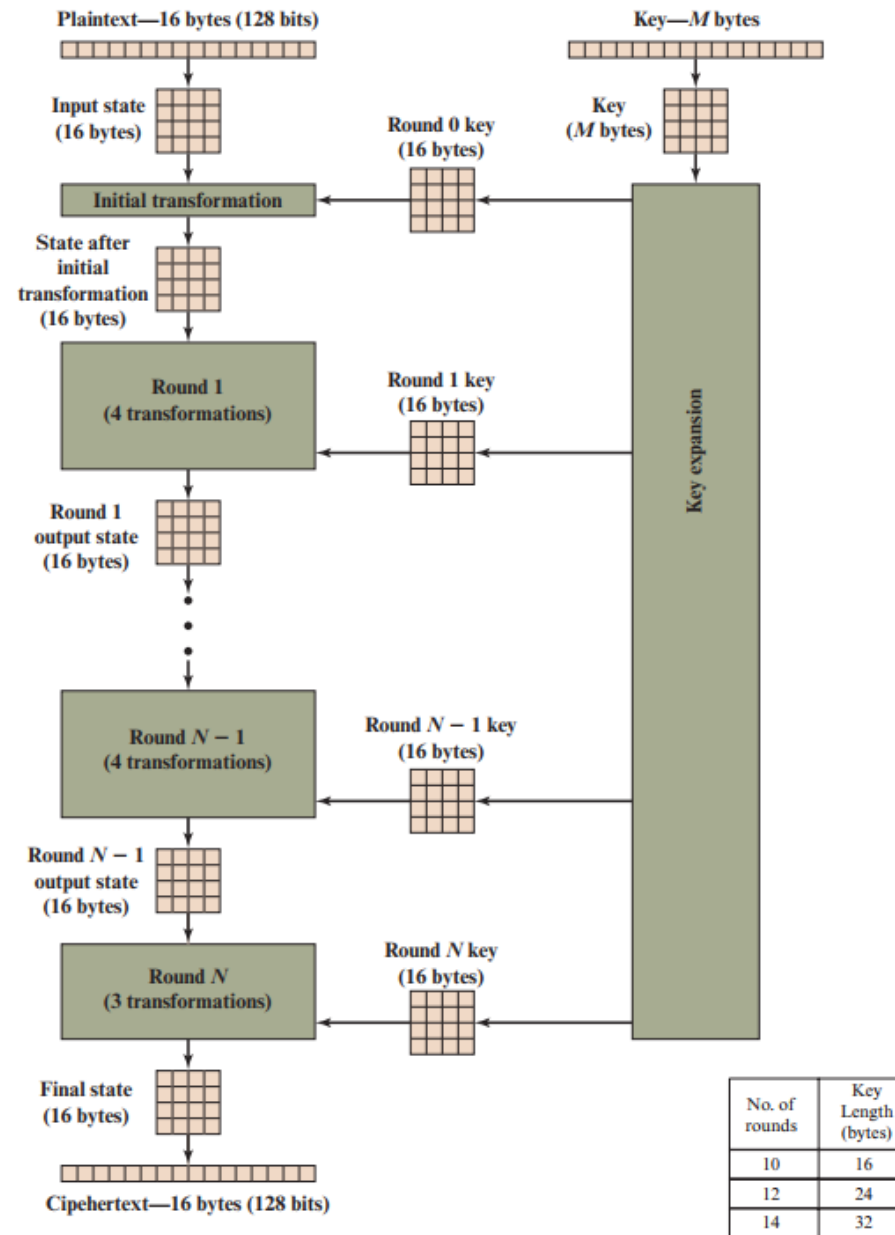 Plaintext—16 bytes (128 bits)
Key—M bytes
Input state
(16 bytes)
Key
(M bytes)
Round 0 key
(16 bytes)
Initial transformation
State after
initial
transformation
(16 bytes)
Round 1
(4 transformations)
Round 1 key
(16 bytes)
Key expansion
Round 1
output state
(16 bytes)
Round N − 1
(4 transformations)
Round N − 1 key
(16 bytes)
Round N − 1
output state
(16 bytes)
Round N
(3 transformations)
Round N key
(16 bytes)
Final state
(16 bytes)
Cipehertext—16 bytes (128 bits)
No. of
rounds
Key
Length
(bytes)
10 16
12 24
14 32